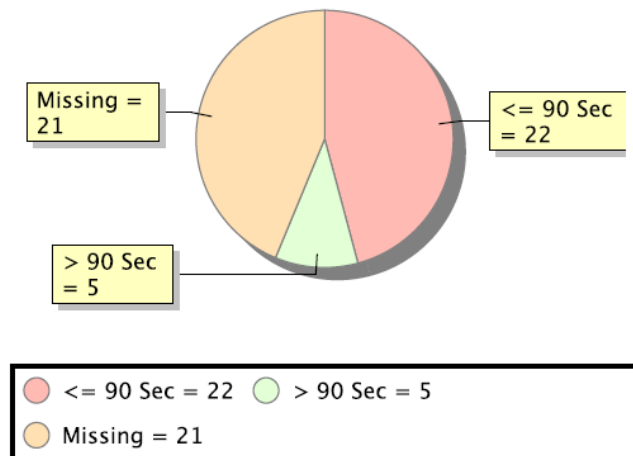 Missing =
21
<= 90 Sec
= 22
> 90 Sec
= 5
<= 90 Sec = 22
> 90 Sec = 5
Missing = 21